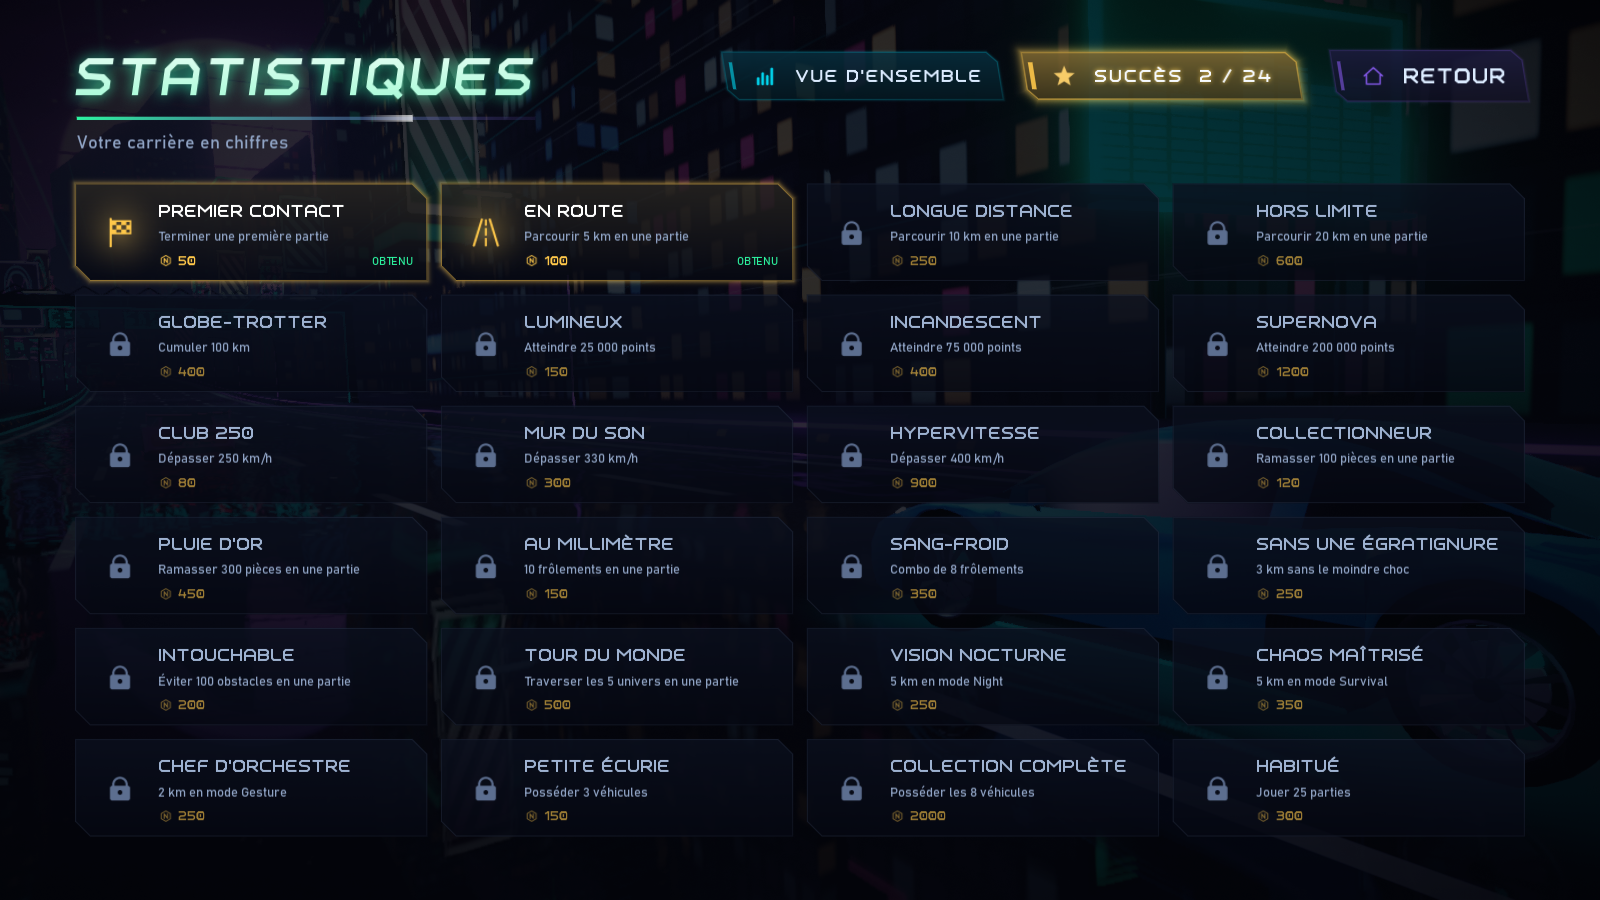 STATISTIQUES
VUE D'ENSEMBLE
SUCCÈS 2 / 24
RETOUR
Votre carrière en chiffres
PREMIER CONTACT
Terminer une première partie
50
OBTENU
EN ROUTE
Parcourir 5 km en une partie
100
OBTENU
LONGUE DISTANCE
Parcourir 10 km en une partie
250
HORS LIMITE
Parcourir 20 km en une partie
600
GLOBE-TROTTER
Cumuler 100 km
400
LUMINEUX
Atteindre 25 000 points
150
INCANDESCENT
Atteindre 75 000 points
400
SUPERNOVA
Atteindre 200 000 points
1200
CLUB 250
Dépasser 250 km/h
80
MUR DU SON
Dépasser 330 km/h
300
HYPERVITESSE
Dépasser 400 km/h
900
COLLECTIONNEUR
Ramasser 100 pièces en une partie
120
PLUIE D'OR
Ramasser 300 pièces en une partie
450
AU MILLIMÈTRE
10 frôlements en une partie
150
SANG-FROID
Combo de 8 frôlements
350
SANS UNE ÉGRATIGNURE
3 km sans le moindre choc
250
INTOUCHABLE
Éviter 100 obstacles en une partie
200
TOUR DU MONDE
Traverser les 5 univers en une partie
500
VISION NOCTURNE
5 km en mode Night
250
CHAOS MAÎTRISÉ
5 km en mode Survival
350
CHEF D'ORCHESTRE
2 km en mode Gesture
250
PETITE ÉCURIE
Posséder 3 véhicules
150
COLLECTION COMPLÈTE
Posséder les 8 véhicules
2000
HABITUÉ
Jouer 25 parties
300